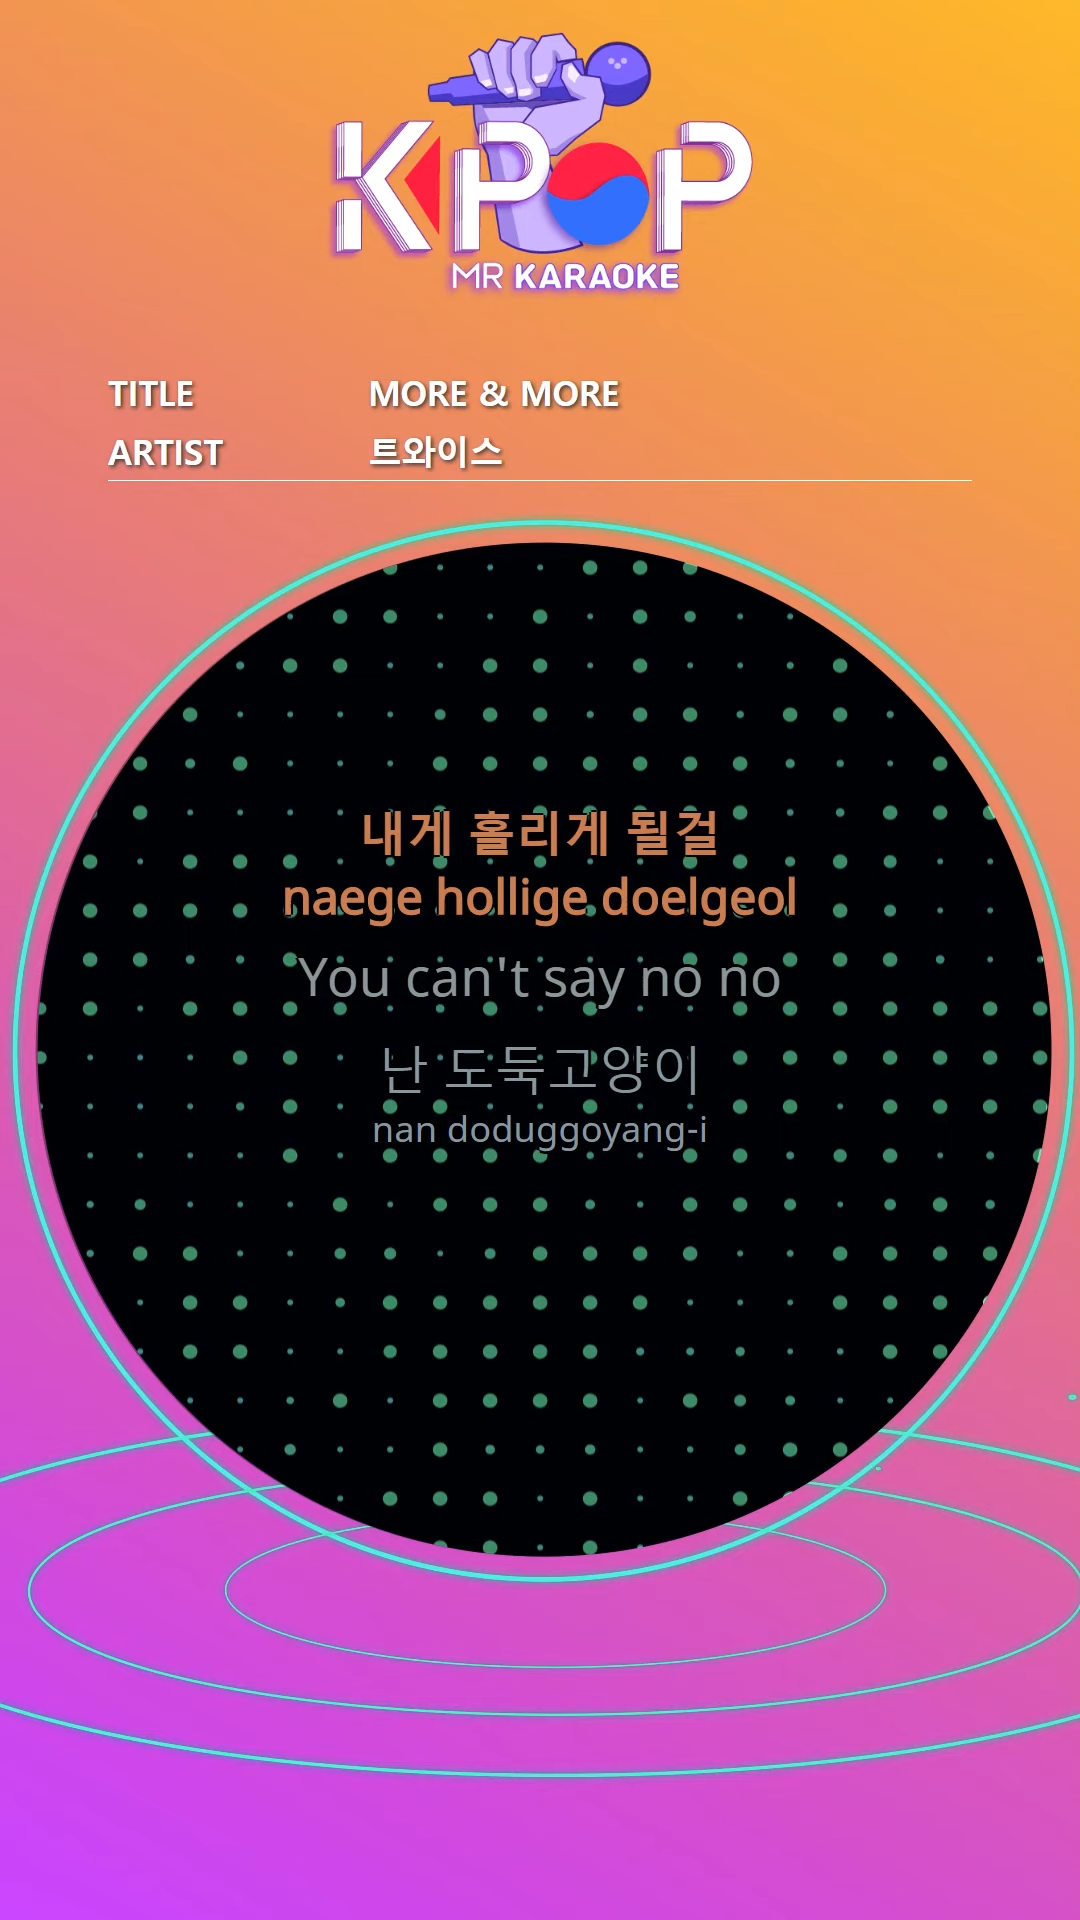 KPOP
MR KARAOKE
TITLE MORE & MORE
ARTIST 트와이스
내게 홀리게 될걸
naege hollige doelgeol
You can't say no no
난 도둑고양이
nan doduggoyang-i